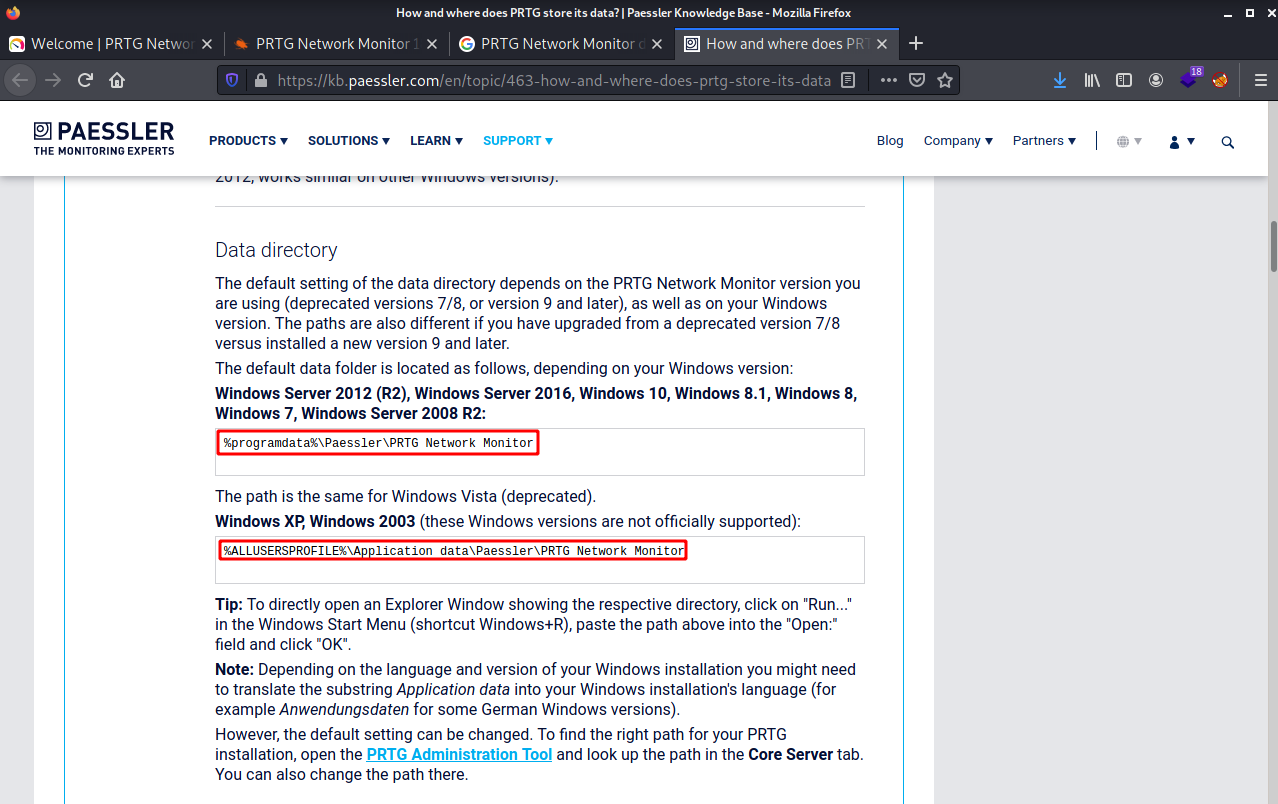 How and where does PRTG store its data? | Paessler Knowledge Base - Mozilla Firefox
Welcome | PRTG Networ
PRTG Network Monitor 1
PRTG Network Monitor d
How and where does PRT
https://kb.paessler.com/en/topic/463-how-and-where-does-prtg-store-its-data
18
PAESSLER
THE MONITORING EXPERTS
PRODUCTS SOLUTIONS LEARN SUPPORT
Blog Company Partners
2012, works similar on other Windows versions).
Data directory
The default setting of the data directory depends on the PRTG Network Monitor version you
are using (deprecated versions 7/8, or version 9 and later), as well as on your Windows
version. The paths are also different if you have upgraded from a deprecated version 7/8
versus installed a new version 9 and later.
The default data folder is located as follows, depending on your Windows version:
Windows Server 2012 (R2), Windows Server 2016, Windows 10, Windows 8.1, Windows 8,
Windows 7, Windows Server 2008 R2:
%programdata%\Paessler\PRTG Network Monitor
The path is the same for Windows Vista (deprecated).
Windows XP, Windows 2003 (these Windows versions are not officially supported):
%ALLUSERSPROFILE%\Application data\Paessler\PRTG Network Monitor
Tip: To directly open an Explorer Window showing the respective directory, click on "Run..."
in the Windows Start Menu (shortcut Windows+R), paste the path above into the "Open:"
field and click "OK".
Note: Depending on the language and version of your Windows installation you might need
to translate the substring Application data into your Windows installation's language (for
example Anwendungsdaten for some German Windows versions).
However, the default setting can be changed. To find the right path for your PRTG
installation, open the PRTG Administration Tool and look up the path in the Core Server tab.
You can also change the path there.